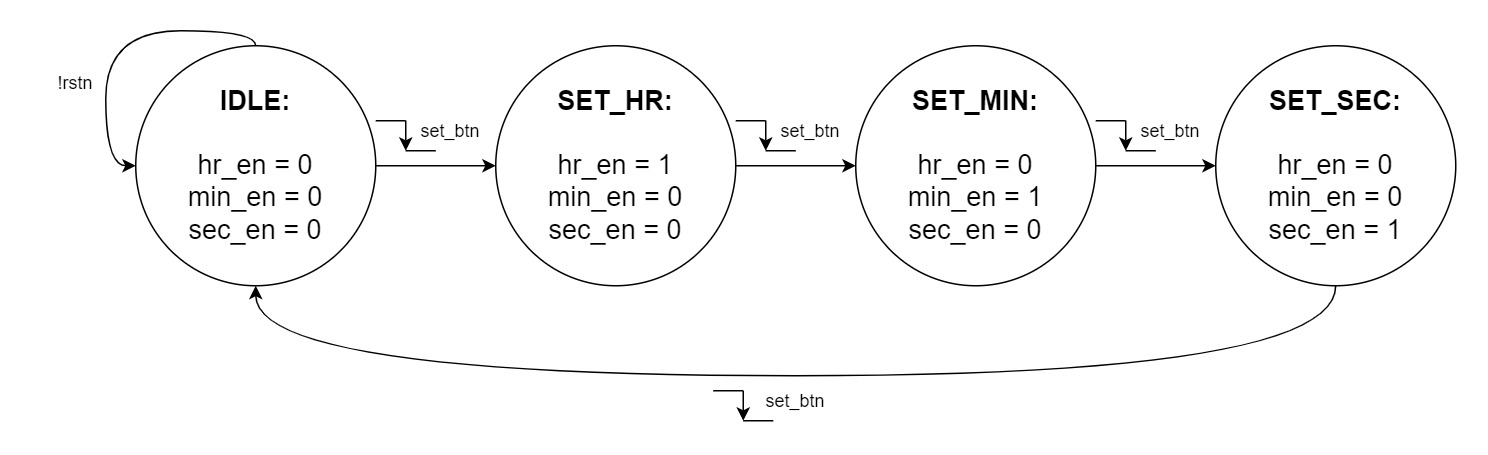 !rstn
IDLE:
hr_en = 0
min_en = 0
sec_en = 0
set_btn
SET_HR:
hr_en = 1
min_en = 0
sec_en = 0
set_btn
SET_MIN:
hr_en = 0
min_en = 1
sec_en = 0
set_btn
SET_SEC:
hr_en = 0
min_en = 0
sec_en = 1
set_btn